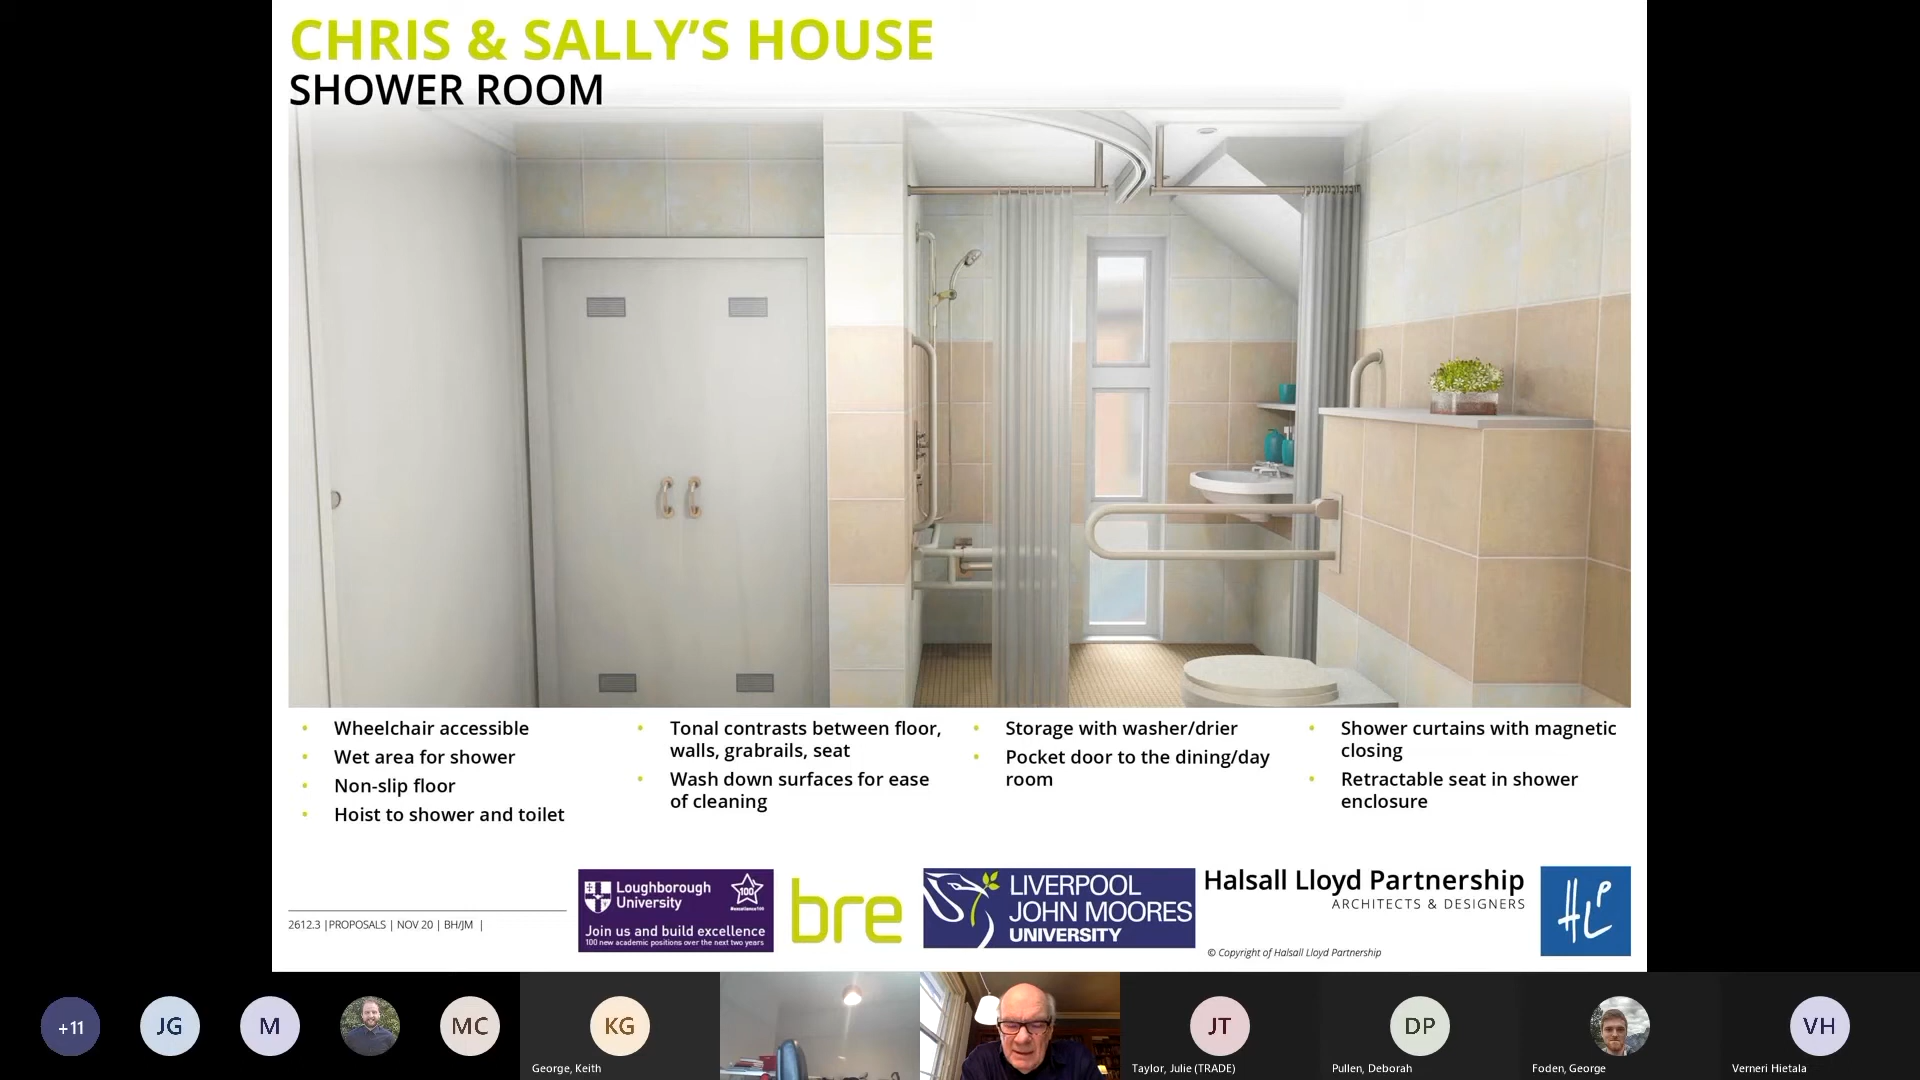 CHRIS & SALLY’S HOUSE
SHOWER ROOM
• Wheelchair accessible
• Wet area for shower
• Non-slip floor
• Hoist to shower and toilet
• Tonal contrasts between floor,
walls, grabrails, seat
• Wash down surfaces for ease
of cleaning
• Storage with washer/drier
• Pocket door to the dining/day
room
• Shower curtains with magnetic
closing
• Retractable seat in shower
enclosure
2612.3 |PROPOSALS | NOV 20 | BH/JM |
Loughborough
University
100
#excellence100
Join us and build excellence
100 new academic positions over the next two years
bre
LIVERPOOL
JOHN MOORES
UNIVERSITY
Halsall Lloyd Partnership
ARCHITECTS & DESIGNERS
© Copyright of Halsall Lloyd Partnership
HLP
+11
JG
M
MC
KG
George, Keith
JT
Taylor, Julie (TRADE)
DP
Pullen, Deborah
Foden, George
VH
Verneri Hietala